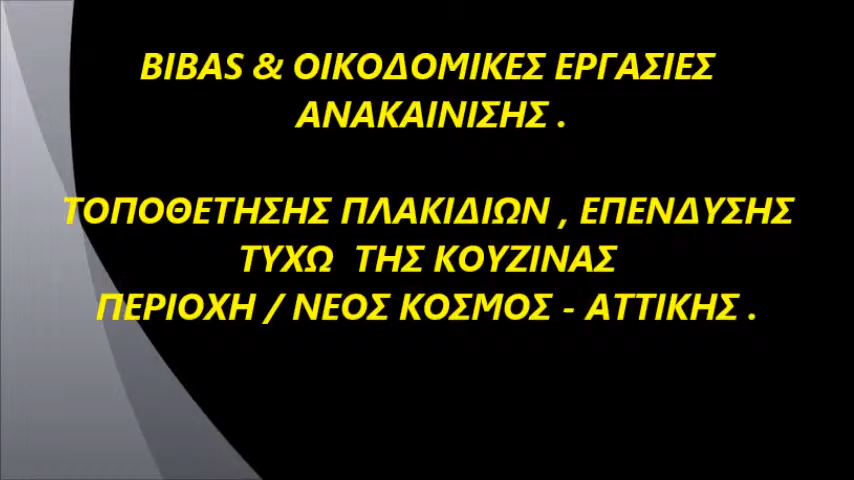 BIBAS & ΟΙΚΟΔΟΜΙΚΕΣ ΕΡΓΑΣΙΕΣ
ΑΝΑΚΑΙΝΙΣΗΣ .
ΤΟΠΟΘΕΤΗΣΗΣ ΠΛΑΚΙΔΙΩΝ , ΕΠΕΝΔΥΣΗΣ
ΤΥΧΩ ΤΗΣ ΚΟΥΖΙΝΑΣ
ΠΕΡΙΟΧΗ / ΝΕΟΣ ΚΟΣΜΟΣ - ΑΤΤΙΚΗΣ .